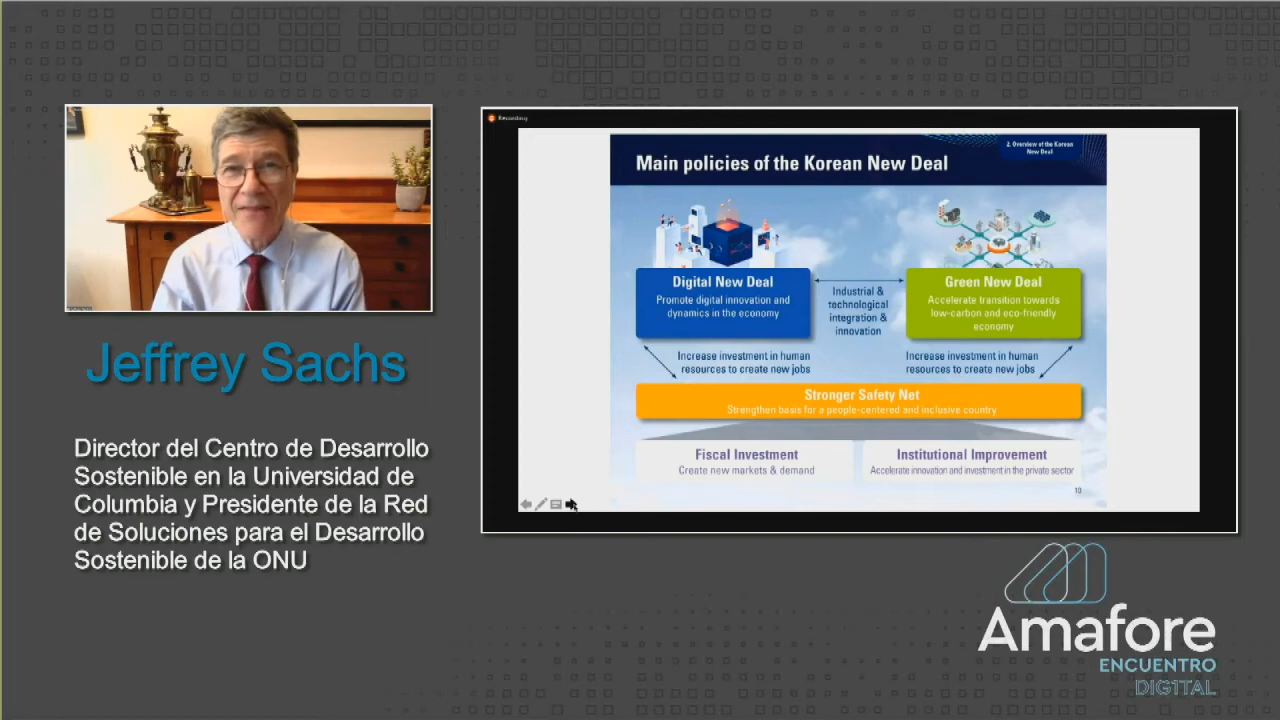 Recording
2. Overview of the Korean
New Deal
Main policies of the Korean New Deal
Digital New Deal
Promote digital innovation and
dynamics in the economy
Industrial &
technological
integration &
innovation
Green New Deal
Accelerate transition towards
low-carbon and eco-friendly
economy
Increase investment in human
resources to create new jobs
Increase investment in human
resources to create new jobs
Stronger Safety Net
Strengthen basis for a people-centered and inclusive country
Fiscal Investment
Create new markets & demand
Institutional Improvement
Accelerate innovation and investment in the private sector
10
Jeffrey Sachs
Director del Centro de Desarrollo
Sostenible en la Universidad de
Columbia y Presidente de la Red
de Soluciones para el Desarrollo
Sostenible de la ONU
Amafore
ENCUENTRO
DIG1TAL